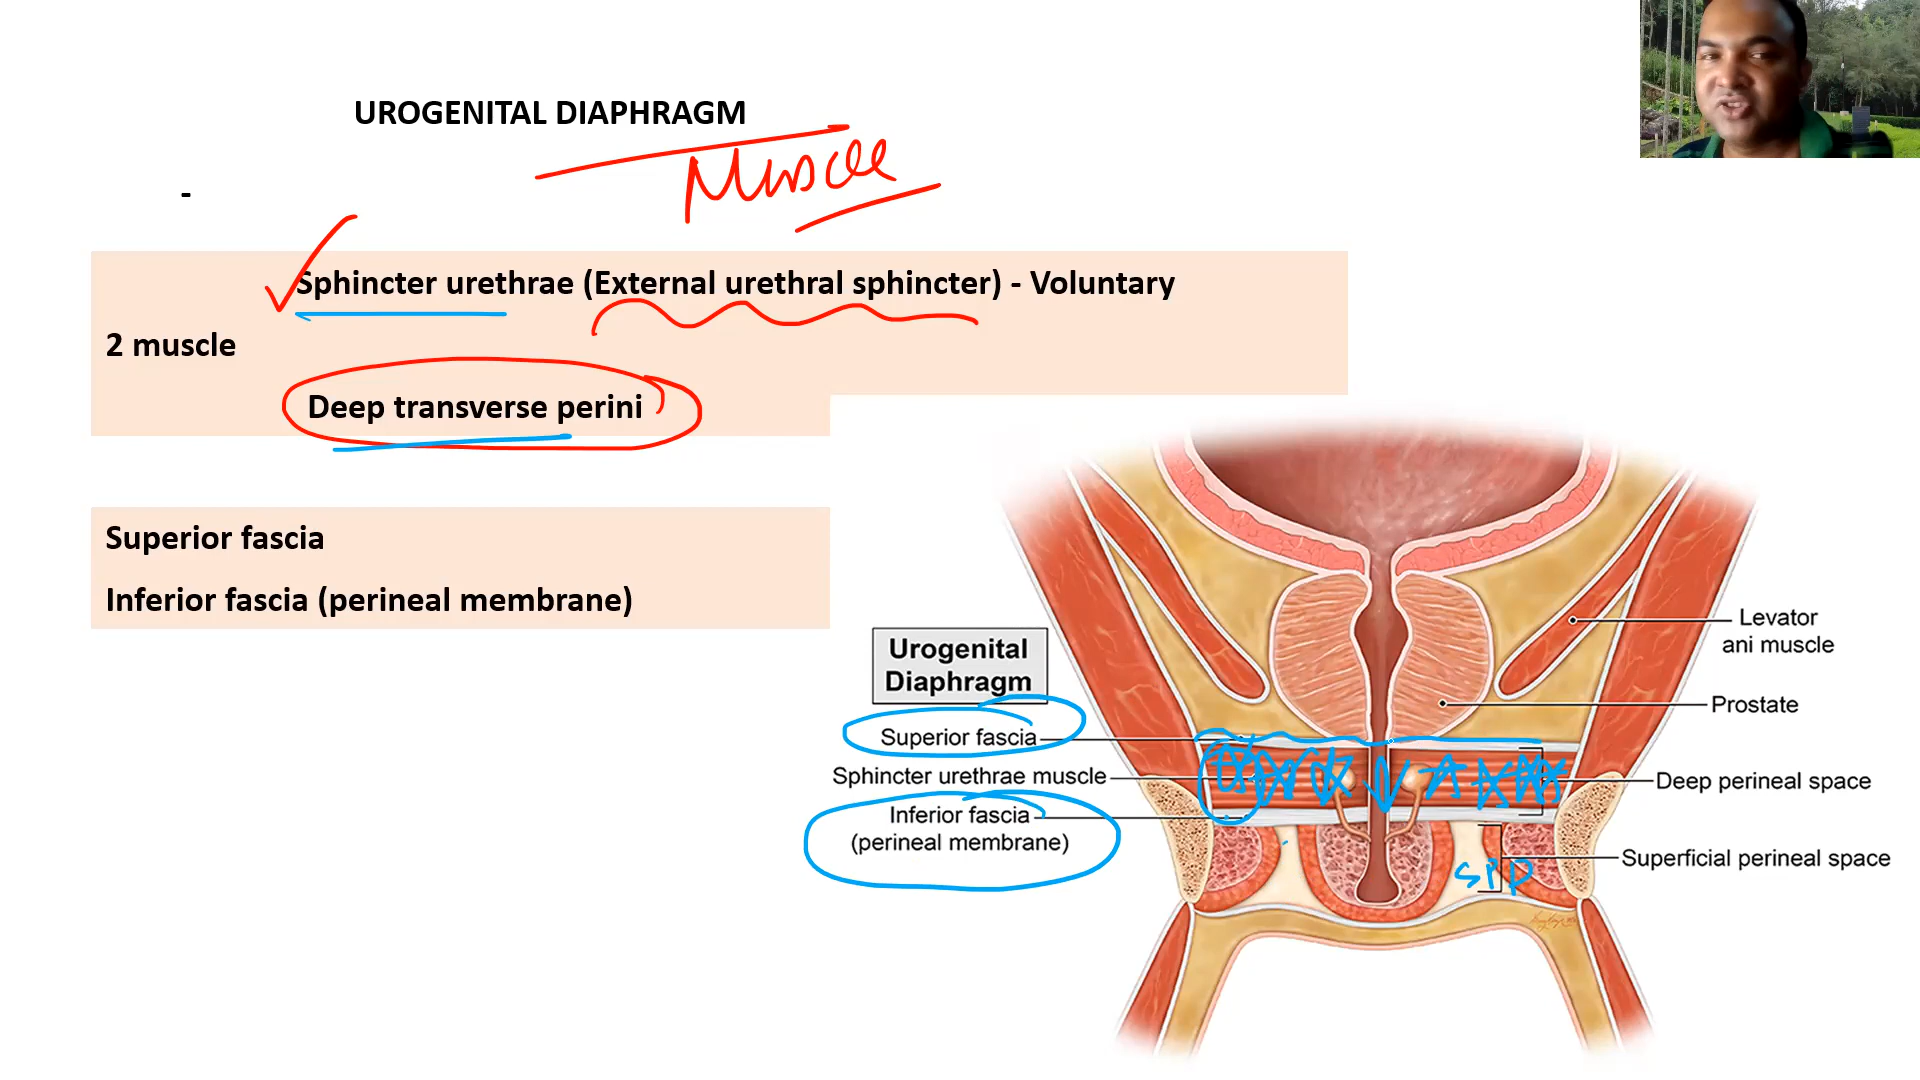 UROGENITAL DIAPHRAGM
Muscle
-
Sphincter urethrae (External urethral sphincter) - Voluntary
2 muscle
Deep transverse perini
Superior fascia
Inferior fascia (perineal membrane)
Urogenital
Diaphragm
Superior fascia
Sphincter urethrae muscle
Inferior fascia
(perineal membrane)
Levator
ani muscle
Prostate
Deep perineal space
Superficial perineal space
SPP